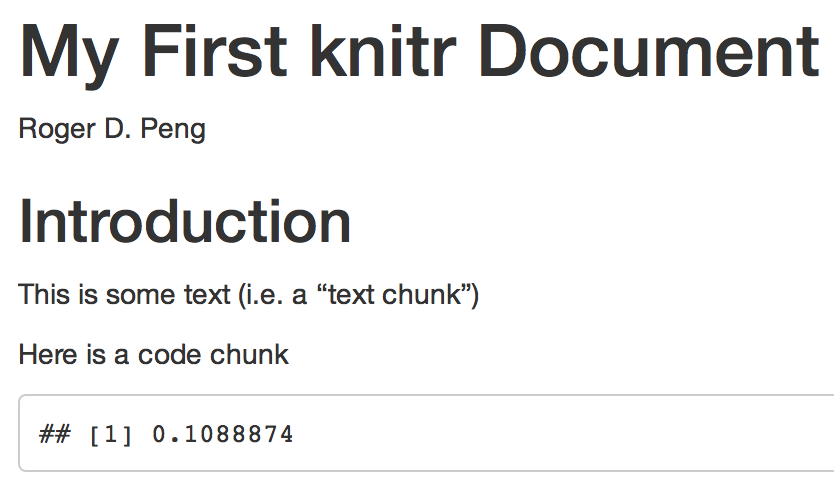 My First knitr Document
Roger D. Peng
Introduction
This is some text (i.e. a “text chunk”)
Here is a code chunk
## [1] 0.1088874